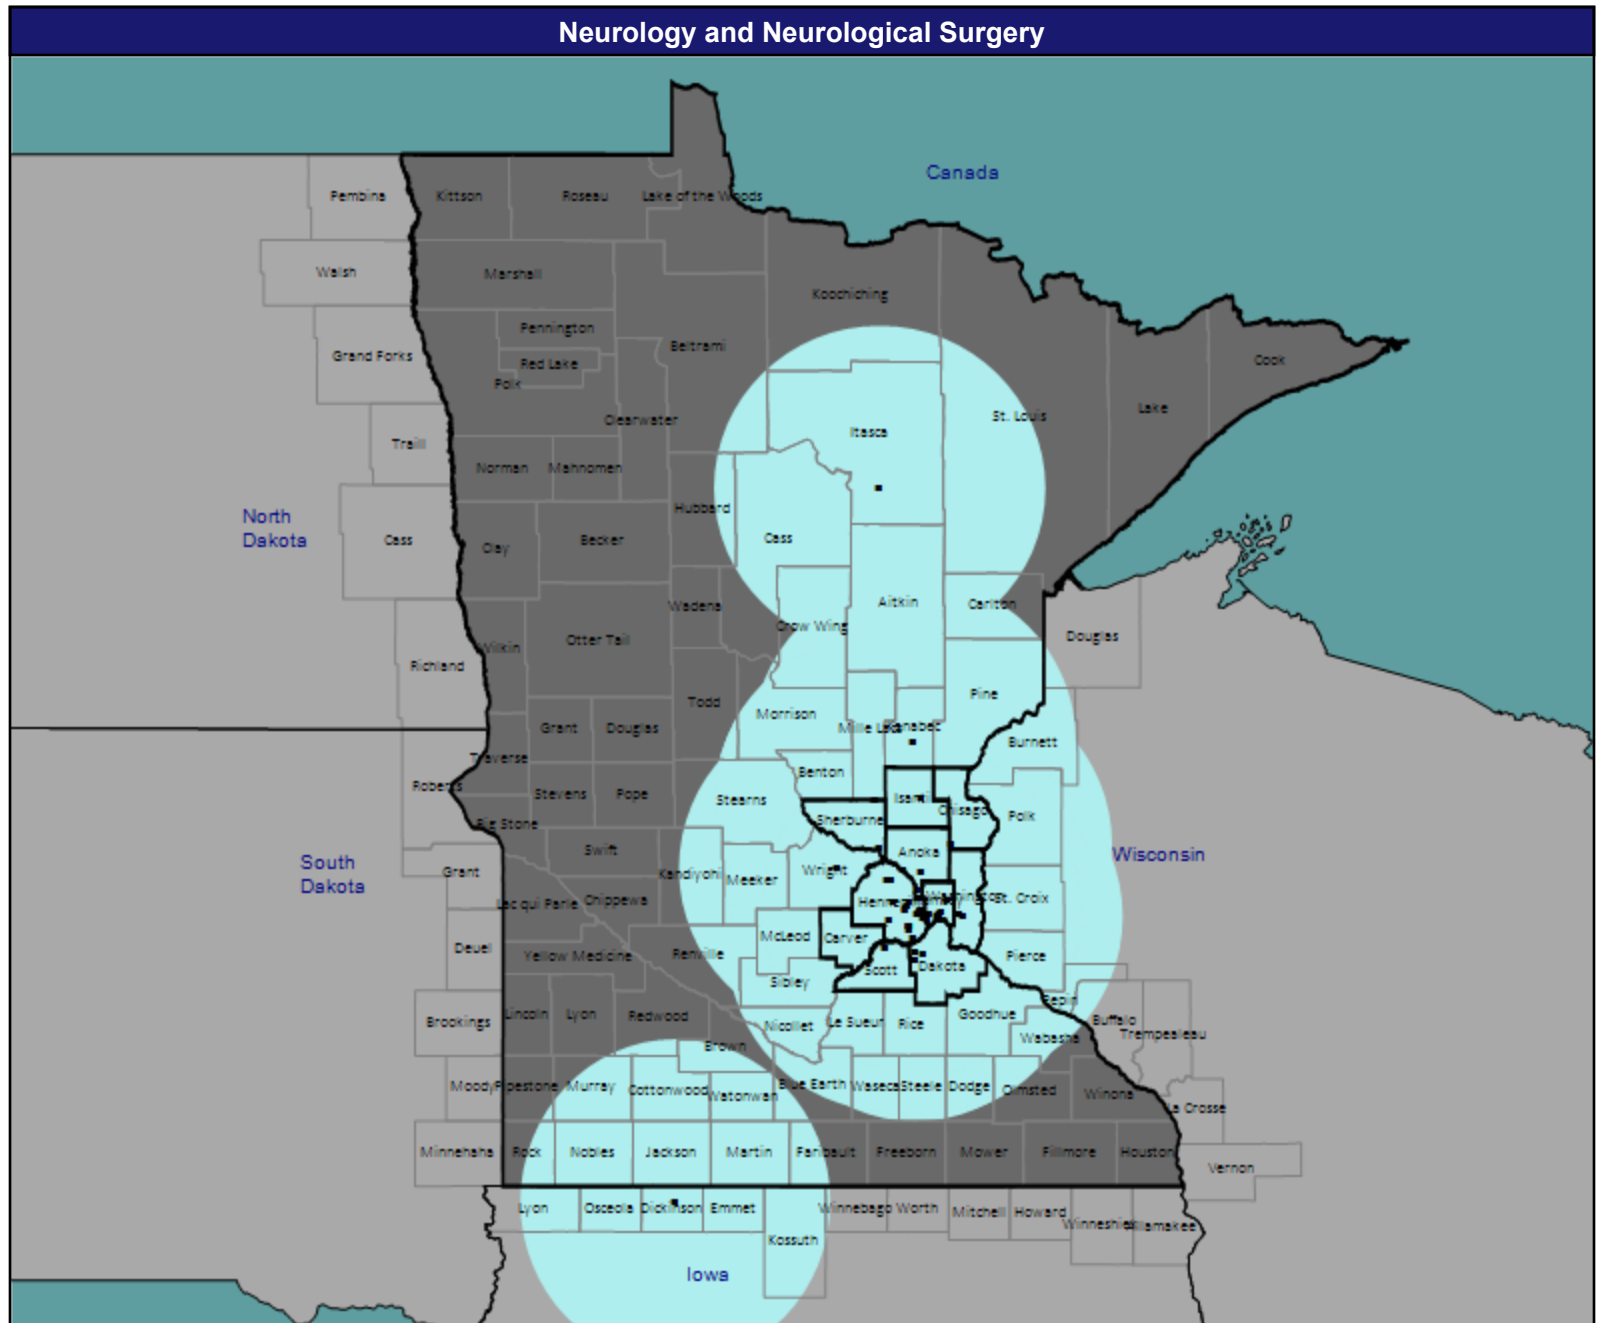 Neurology and Neurological Surgery
Canada
Pembina
Kittson
Roseau
Lake of the Woods
Walsh
Marshall
Koochiching
Pennington
Grand Forks
Red Lake
Beltrami
Cook
Polk
Lake
St. Louis
Clearwater
Itasca
Traill
Norman
Mahnomen
Hubbard
North
Dakota
Cass
Clay
Becker
Cass
Wadena
Aitkin
Carlton
Crow Wing
Otter Tail
Wilkin
Douglas
Richland
Pine
Todd
Morrison
Grant
Douglas
Mille Lacs
Kanabec
Burnett
Traverse
Benton
Roberts
Stevens
Pope
Stearns
Isanti
Chisago
Polk
Big Stone
Sherburne
Swift
Anoka
Wisconsin
South
Dakota
Grant
Kandiyohi
Meeker
Wright
Lac qui Parle
Chippewa
Hennepin
Washington
St. Croix
Deuel
McLeod
Carver
Yellow Medicine
Renville
Pierce
Scott
Dakota
Sibley
Pepin
Brookings
Lincoln
Lyon
Redwood
Nicollet
Le Sueur
Rice
Goodhue
Buffalo
Trempealeau
Wabasha
Brown
Moody
Pipestone
Murray
Cottonwood
Watonwan
Blue Earth
Waseca
Steele
Dodge
Olmsted
Winona
La Crosse
Minnehaha
Rock
Nobles
Jackson
Martin
Faribault
Freeborn
Mower
Fillmore
Houston
Vernon
Lyon
Osceola
Dickinson
Emmet
Winnebago
Worth
Mitchell
Howard
Winneshiek
Allamakee
Kossuth
Iowa